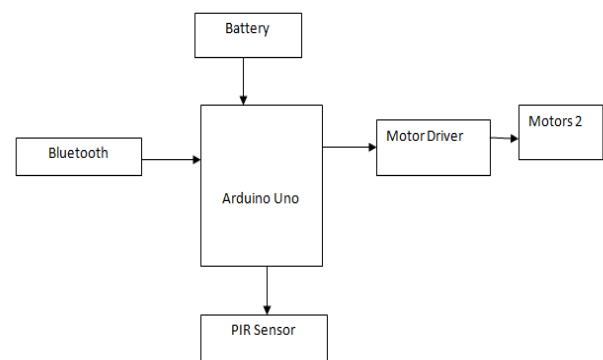 Battery
Bluetooth
Arduino Uno
Motor Driver
Motors 2
PIR Sensor